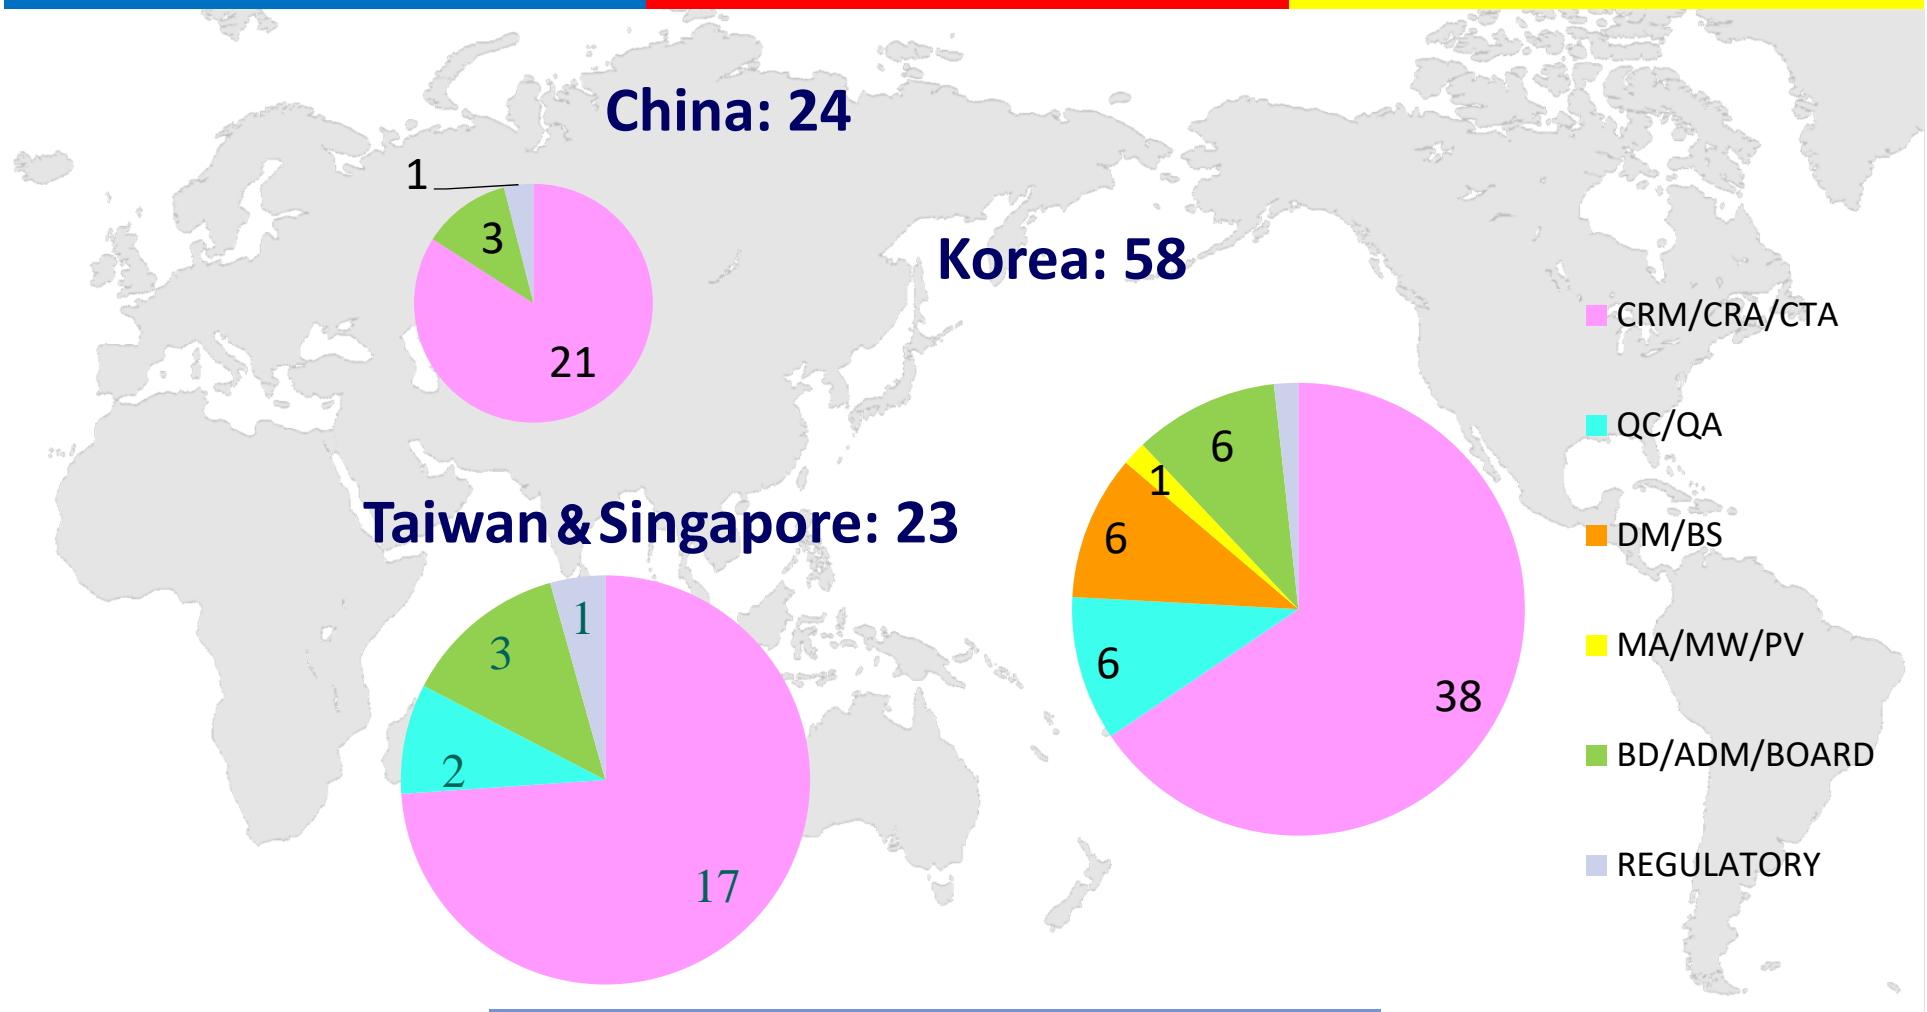 China: 24
1
3
21
Korea: 58
6
1
6
6
38
Taiwan & Singapore: 23
1
3
2
17
CRM/CRA/CTA
QC/QA
DM/BS
MA/MW/PV
BD/ADM/BOARD
REGULATORY